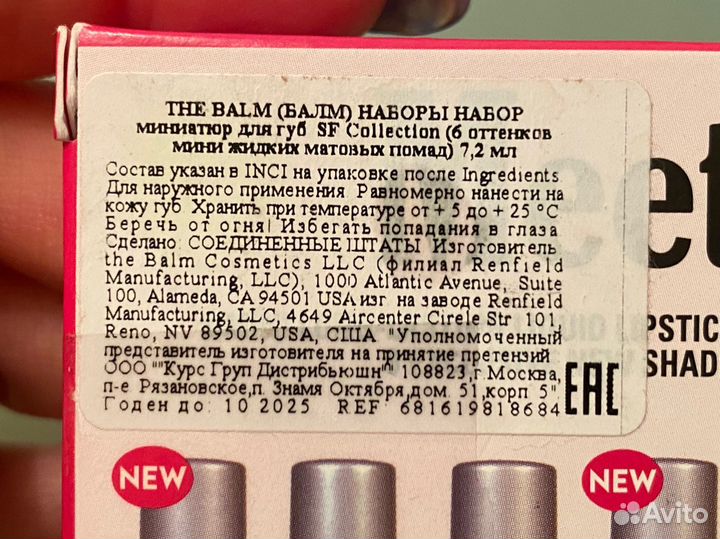 THE BALM (БАЛМ) НАБОРЫ НАБОР
миниатюр для губ SF Collection (6 оттенков
мини жидких матовых помад) 7,2 мл
Состав указан в INCI на упаковке после Ingredients.
Для наружного применения. Равномерно нанести на
кожу губ. Хранить при температуре от + 5 до + 25 °С.
Беречь от огня! Избегать попадания в глаза.
Сделано: СОЕДИНЕННЫЕ ШТАТЫ Изготовитель:
the Balm Cosmetics LLC (филиал Renfield
Manufacturing, LLC), 1000 Atlantic Avenue, Suite
100, Alameda, CA 94501 USA изг. на заводе Renfield
Manufacturing, LLC, 4649 Aircenter Cirele Str. 101,
Reno, NV 89502, USA, США "Уполномоченный
представитель изготовителя на принятие претензий
ООО ""Курс Груп Дистрибьюшн"" 108823,г.Москва,
п-е Рязановское,п. Знамя Октября,дом. 51,корп 5"
Годен до: 10.2025 REF 681619818684
EAC
eet
UID LIPSTIC
SHAD
NEW
NEW
Avito